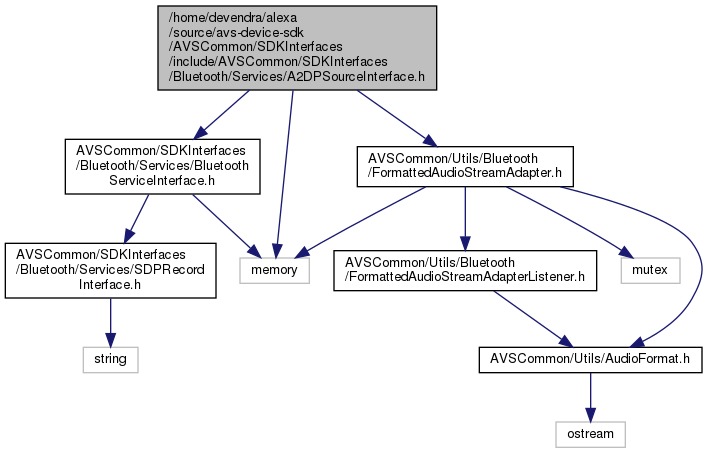 /home/devendra/alexa
/source/avs-device-sdk
/AVSCommon/SDKInterfaces
/include/AVSCommon/SDKInterfaces
/Bluetooth/Services/A2DPSourceInterface.h
AVSCommon/SDKInterfaces
/Bluetooth/Services/Bluetooth
ServiceInterface.h
AVSCommon/Utils/Bluetooth
/FormattedAudioStreamAdapter.h
AVSCommon/SDKInterfaces
/Bluetooth/Services/SDPRecord
Interface.h
memory
AVSCommon/Utils/Bluetooth
/FormattedAudioStreamAdapterListener.h
mutex
string
AVSCommon/Utils/AudioFormat.h
ostream